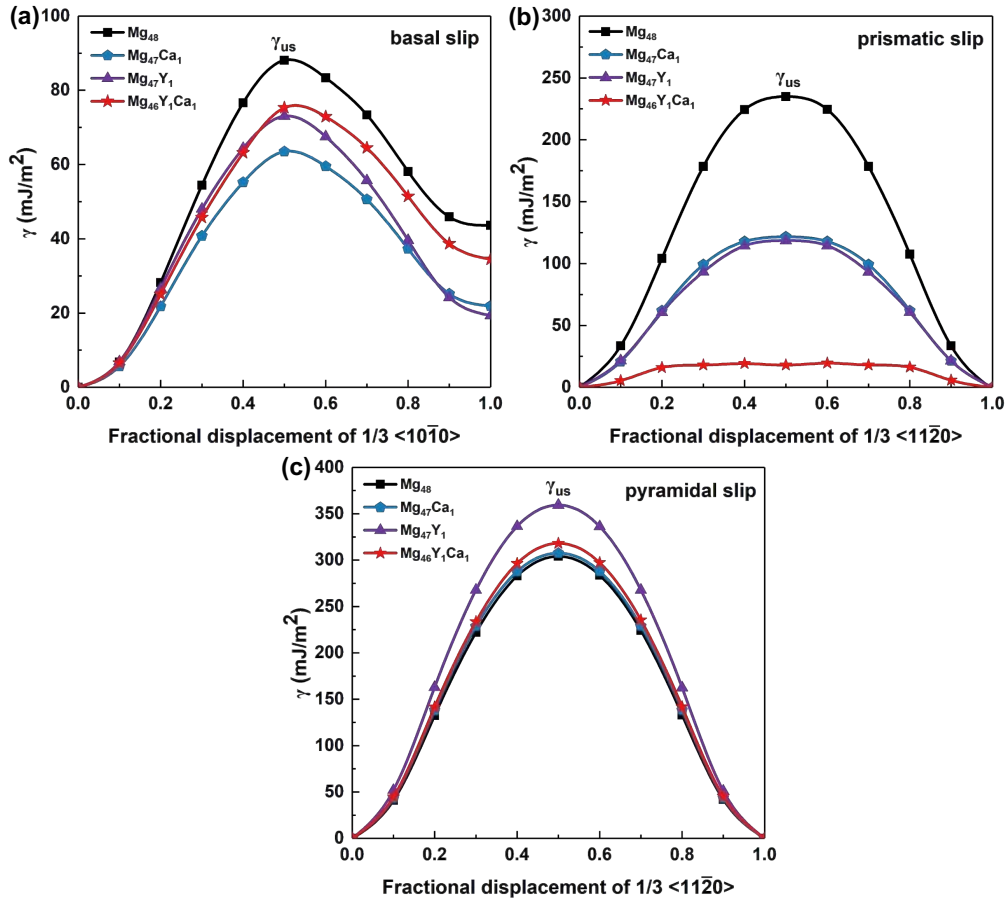 (a)
Mg₄₈
Mg₄₇Ca₁
Mg₄₇Y₁
Mg₄₆Y₁Ca₁
γus
basal slip
100
80
60
40
20
0
γ (mJ/m²)
0.0 0.2 0.4 0.6 0.8 1.0
Fractional displacement of 1/3 <101̅0>
(b)
Mg₄₈
Mg₄₇Ca₁
Mg₄₇Y₁
Mg₄₆Y₁Ca₁
γus
prismatic slip
300
250
200
150
100
50
0
γ (mJ/m²)
0.0 0.2 0.4 0.6 0.8 1.0
Fractional displacement of 1/3 <112̅0>
(c)
Mg₄₈
Mg₄₇Ca₁
Mg₄₇Y₁
Mg₄₆Y₁Ca₁
γus
pyramidal slip
400
350
300
250
200
150
100
50
0
γ (mJ/m²)
0.0 0.2 0.4 0.6 0.8 1.0
Fractional displacement of 1/3 <112̅0>